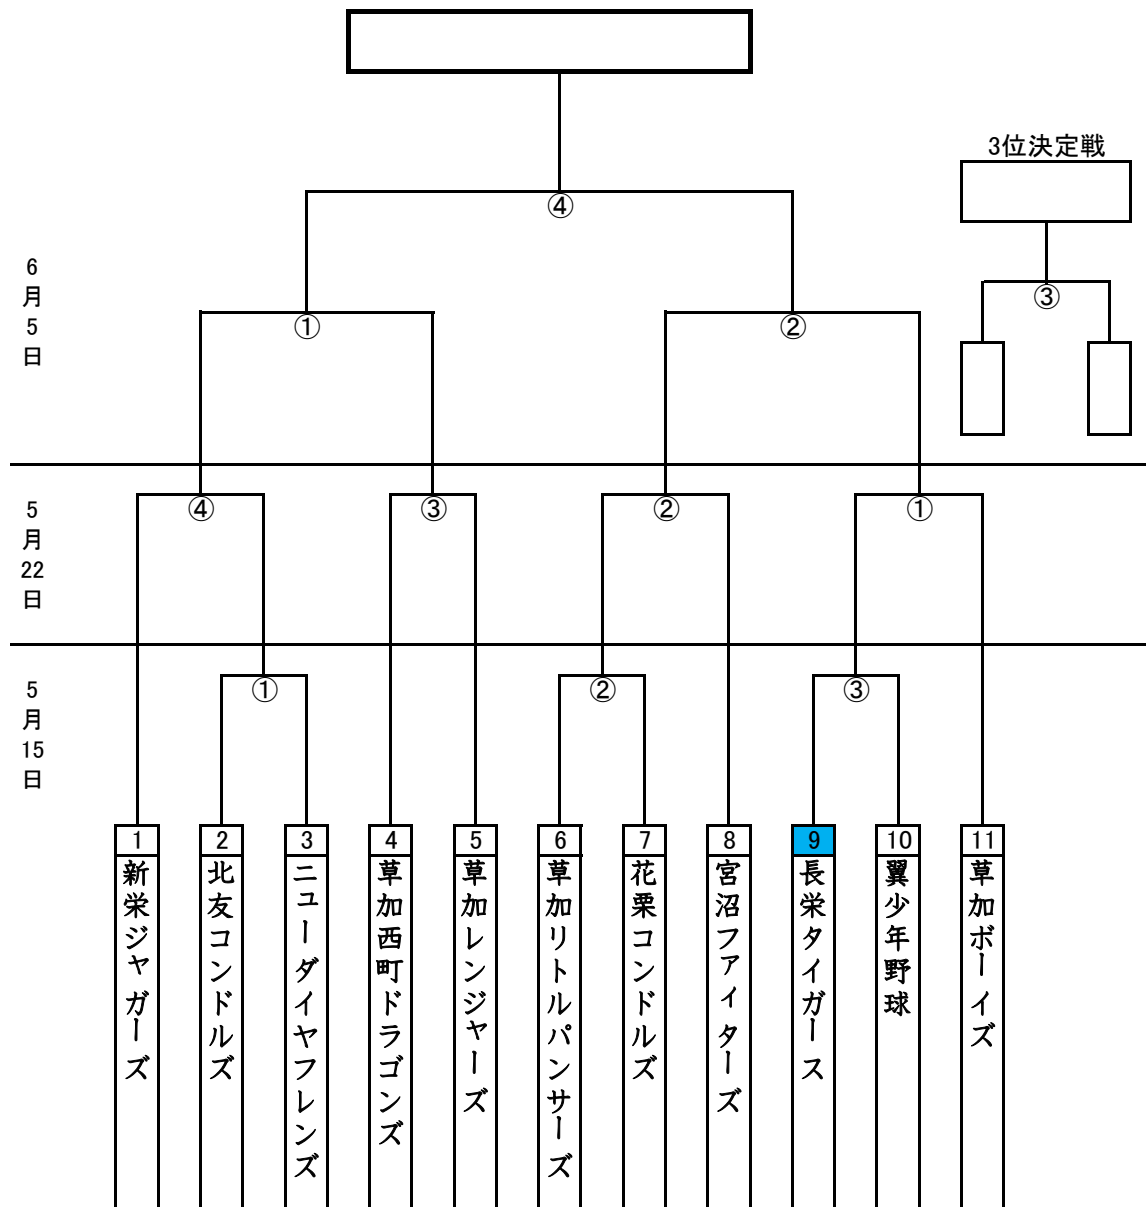 3位決定戦
④
③
6月5日
①
②
5月22日
④
③
②
①
5月15日
①
②
③
1
2
3
4
5
6
7
8
9
10
11
新栄ジャガーズ
北友コンドルズ
ニューダイヤフレンズ
草加西町ドラゴンズ
草加レンジャーズ
草加リトルパンサーズ
花栗コンドルズ
宮沼ファイターズ
長栄タイガース
翼少年野球
草加ボーイズ